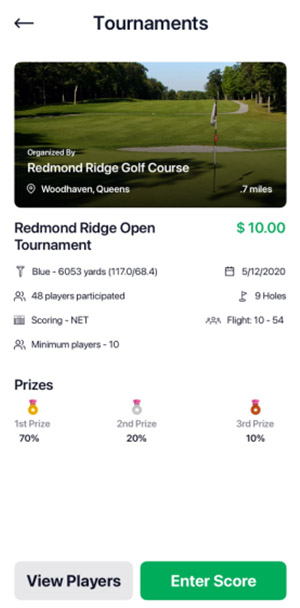 Tournaments
Organized By
Redmond Ridge Golf Course
Woodhaven, Queens
.7 miles
Redmond Ridge Open
Tournament
$ 10.00
Blue - 6053 yards (117.0/68.4)
5/12/2020
48 players participated
9 Holes
Scoring - NET
Flight: 10 - 54
Minimum players - 10
Prizes
1st Prize
2nd Prize
3rd Prize
70%
20%
10%
View Players
Enter Score